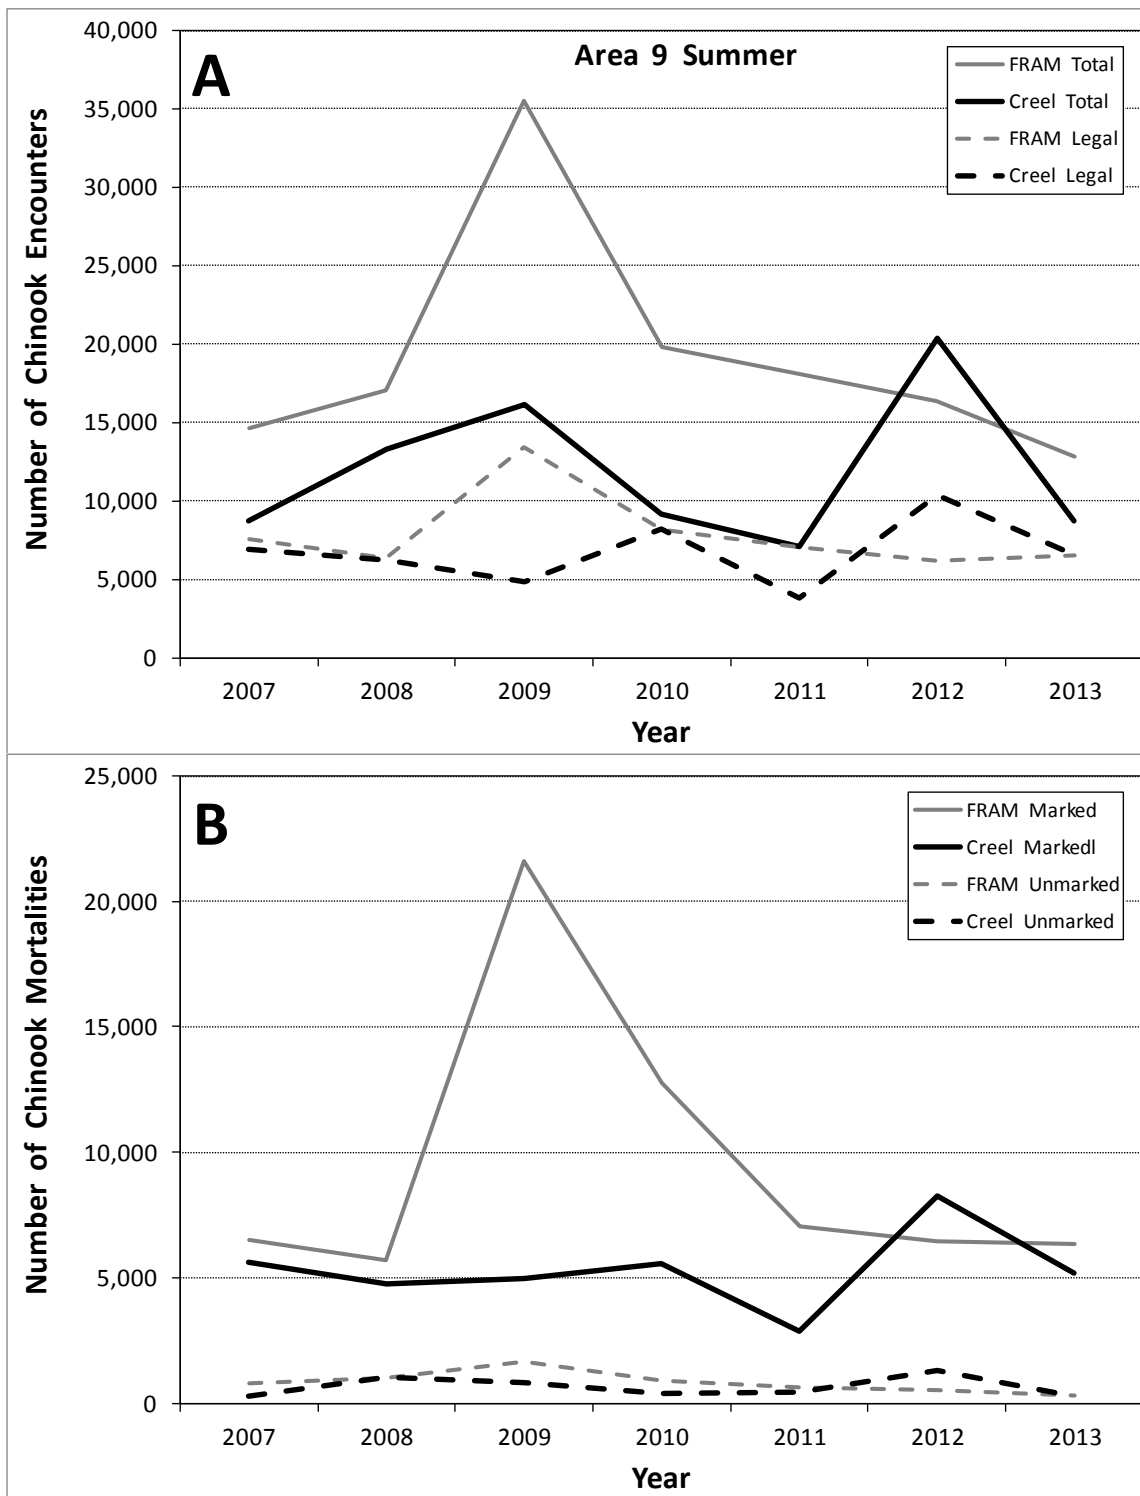 A
Area 9 Summer
FRAM Total
Creel Total
FRAM Legal
Creel Legal
Number of Chinook Encounters
40,000
35,000
30,000
25,000
20,000
15,000
10,000
5,000
0
2007 2008 2009 2010 2011 2012 2013
Year
B
FRAM Marked
Creel Markedl
FRAM Unmarked
Creel Unmarked
Number of Chinook Mortalities
25,000
20,000
15,000
10,000
5,000
0
2007 2008 2009 2010 2011 2012 2013
Year